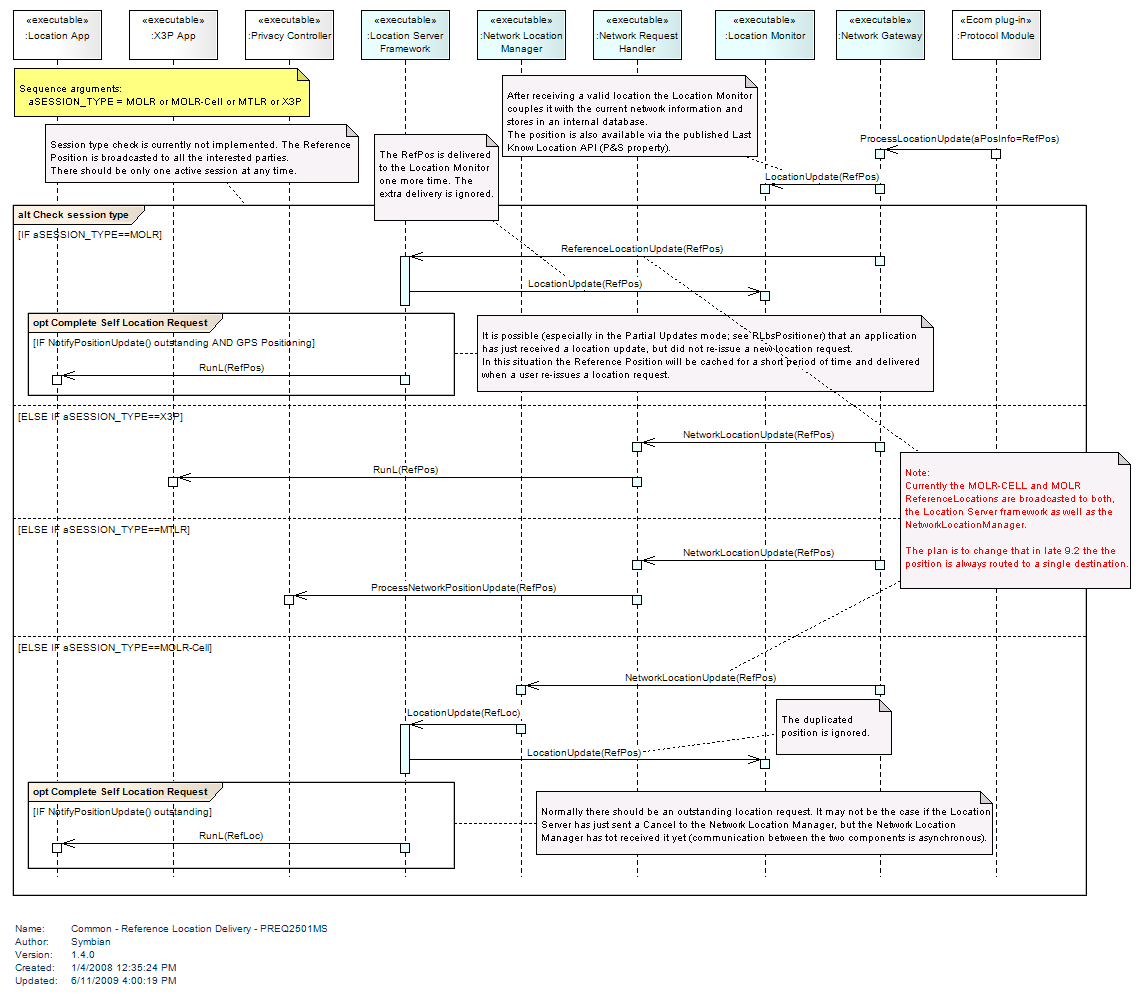 «executable»
:Location App
«executable»
:X3P App
«executable»
:Privacy Controller
«executable»
:Location Server
Framework
«executable»
:Network Location
Manager
«executable»
:Network Request
Handler
«executable»
:Location Monitor
«executable»
:Network Gateway
«Ecom plug-in»
:Protocol Module
Sequence arguments:
aSESSION_TYPE = MOLR or MOLR-Cell or MTLR or X3P
After receiving a valid location the Location Monitor
couples it with the current network information and
stores in an internal database.
The position is also available via the published Last
Know Location API (P&S property).
Session type check is currently not implemented. The Reference
Position is broadcasted to all the interested parties.
There should be only one active session at any time.
The RefPos is delivered
to the Location Monitor
one more time. The
extra delivery is ignored.
ProcessLocationUpdate(aPosInfo=RefPos)
LocationUpdate(RefPos)
alt Check session type
[IF aSESSION_TYPE==MOLR]
ReferenceLocationUpdate(RefPos)
LocationUpdate(RefPos)
opt Complete Self Location Request
[IF NotifyPositionUpdate() outstanding AND GPS Positioning]
RunL(RefPos)
It is possible (especially in the Partial Updates mode; see RLbsPositioner) that an application
has just received a location update, but did not re-issue a new location request.
In this situation the Reference Position will be cached for a short period of time and delivered
when a user re-issues a location request.
[ELSE IF aSESSION_TYPE==X3P]
NetworkLocationUpdate(RefPos)
RunL(RefPos)
Note:
Currently the MOLR-CELL and MOLR
ReferenceLocations are broadcasted to both,
the Location Server framework as well as the
NetworkLocationManager.
The plan is to change that in late 9.2 the the
position is always routed to a single destination.
[ELSE IF aSESSION_TYPE==MTLR]
NetworkLocationUpdate(RefPos)
ProcessNetworkPositionUpdate(RefPos)
[ELSE IF aSESSION_TYPE==MOLR-Cell]
NetworkLocationUpdate(RefPos)
LocationUpdate(RefLoc)
The duplicated
position is ignored.
LocationUpdate(RefPos)
opt Complete Self Location Request
[IF NotifyPositionUpdate() outstanding]
RunL(RefLoc)
Normally there should be an outstanding location request. It may not be the case if the Location
Server has just sent a Cancel to the Network Location Manager, but the Network Location
Manager has tot received it yet (communication between the two components is asynchronous).
Name: Common - Reference Location Delivery - PREQ2501MS
Author: Symbian
Version: 1.4.0
Created: 1/4/2008 12:35:24 PM
Updated: 6/11/2009 4:00:19 PM